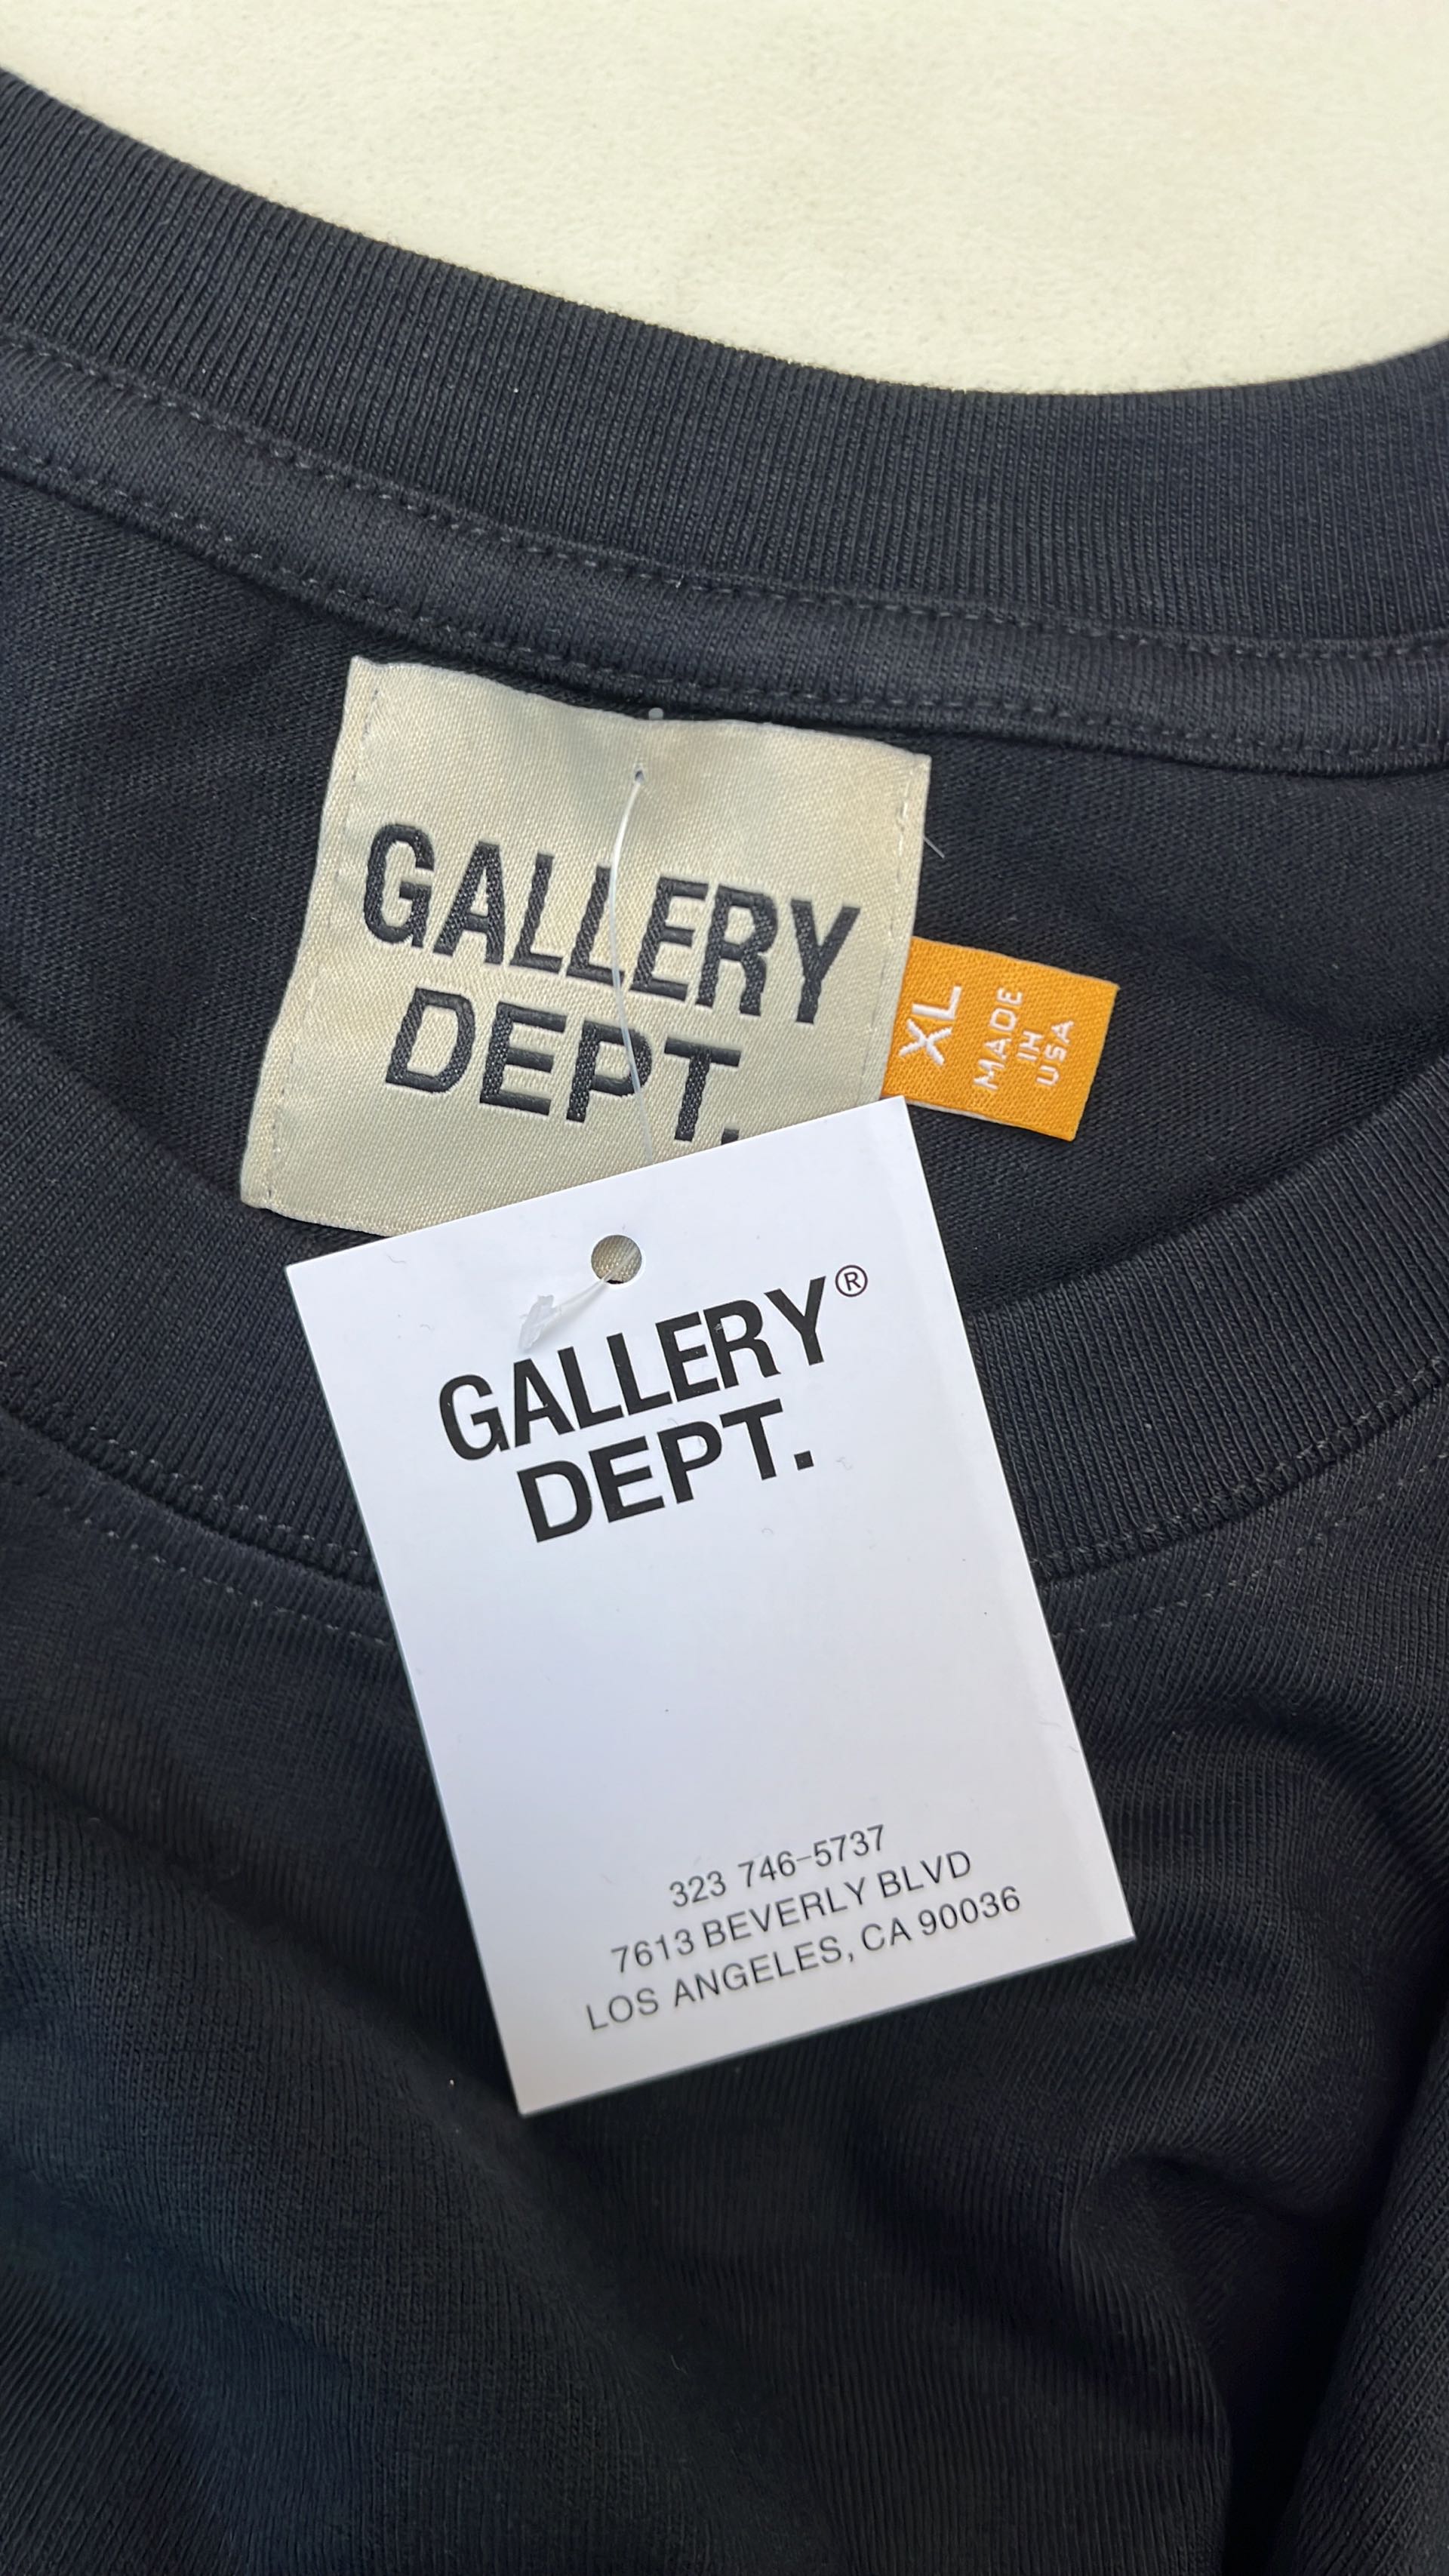 GALLERY
DEPT.
XL
MADE
IN
USA
GALLERY®
DEPT.
323 746-5737
7613 BEVERLY BLVD
LOS ANGELES, CA 90036